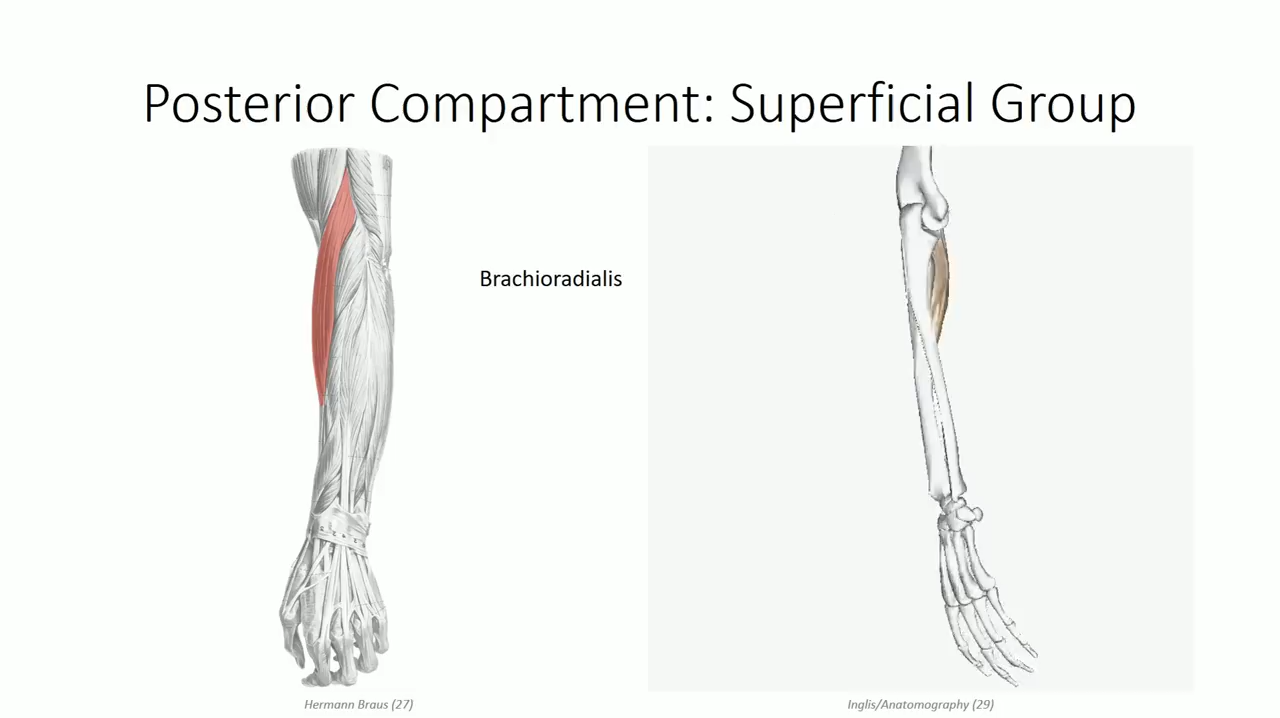 Posterior Compartment: Superficial Group
Brachioradialis
Hermann Braus (27)
Inglis/Anatomography (29)